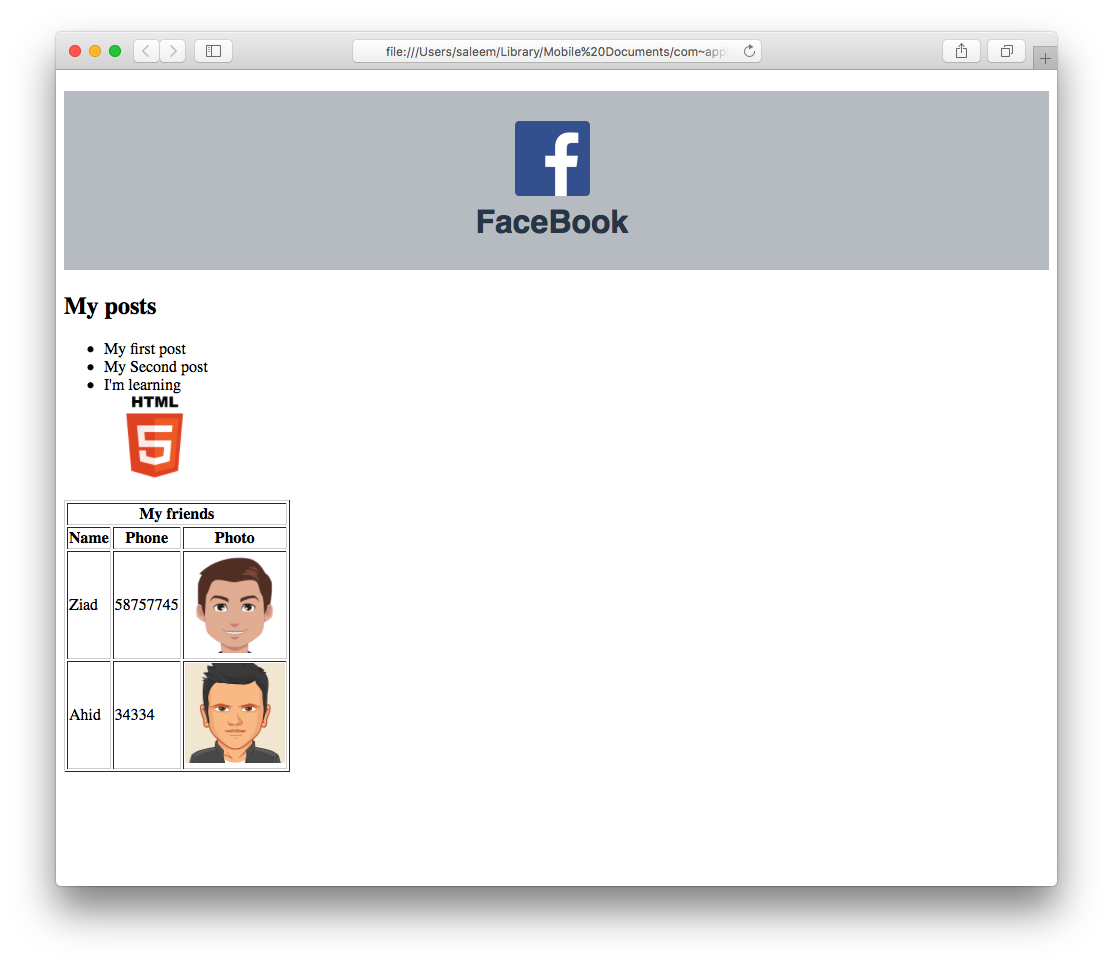 file:///Users/saleem/Library/Mobile%20Documents/com~app
f
FaceBook
My posts
My first post
My Second post
I'm learning
HTML
5
My friends
Name Phone Photo
Ziad 58757745
Ahid 34334